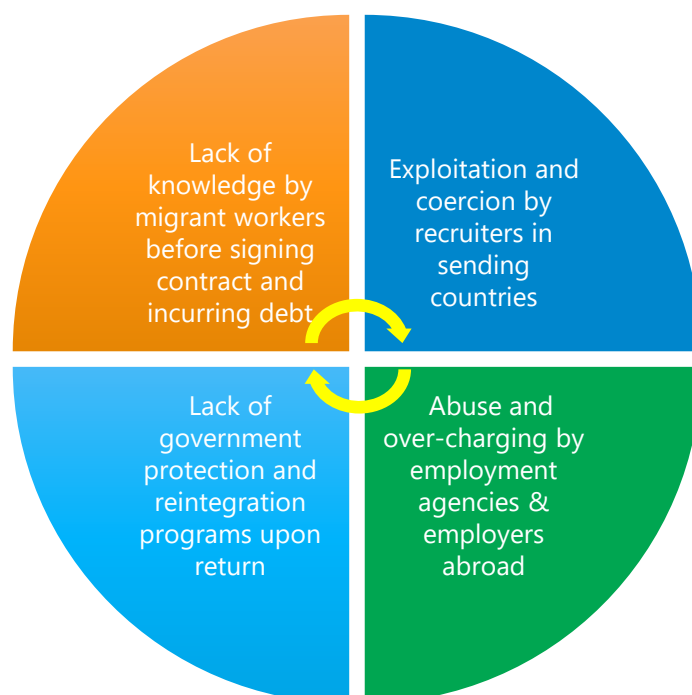 Lack of
knowledge by
migrant workers
before signing
contract and
incurring debt
Exploitation and
coercion by
recruiters in
sending
countries
Lack of
government
protection and
reintegration
programs upon
return
Abuse and
over-charging by
employment
agencies &
employers
abroad